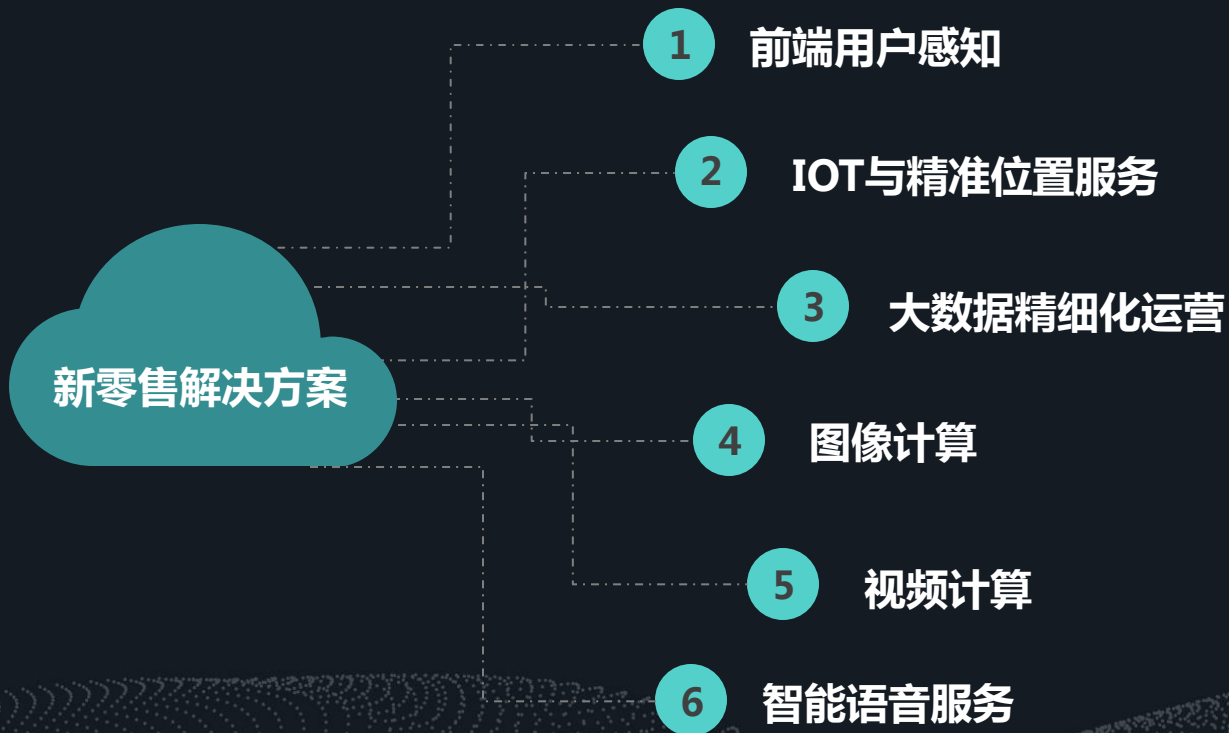 新零售解决方案
1 前端用户感知
2 IOT与精准位置服务
3 大数据精细化运营
4 图像计算
5 视频计算
6 智能语音服务